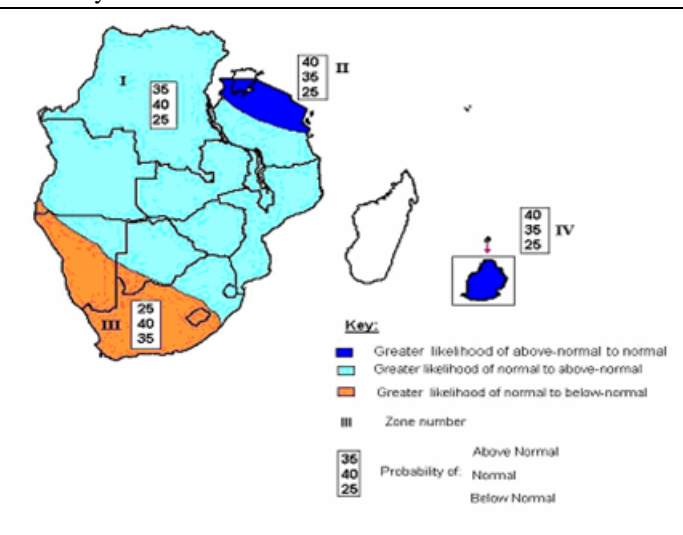 I
35
40
25
40
35
25
II
40
35
25
IV
III
25
40
35
Key:
Greater likelihood of above-normal to normal
Greater likelihood of normal to above-normal
Greater likelihood of normal to below-normal
III Zone number
35
40
25
Probability of:
Above Normal
Normal
Below Normal